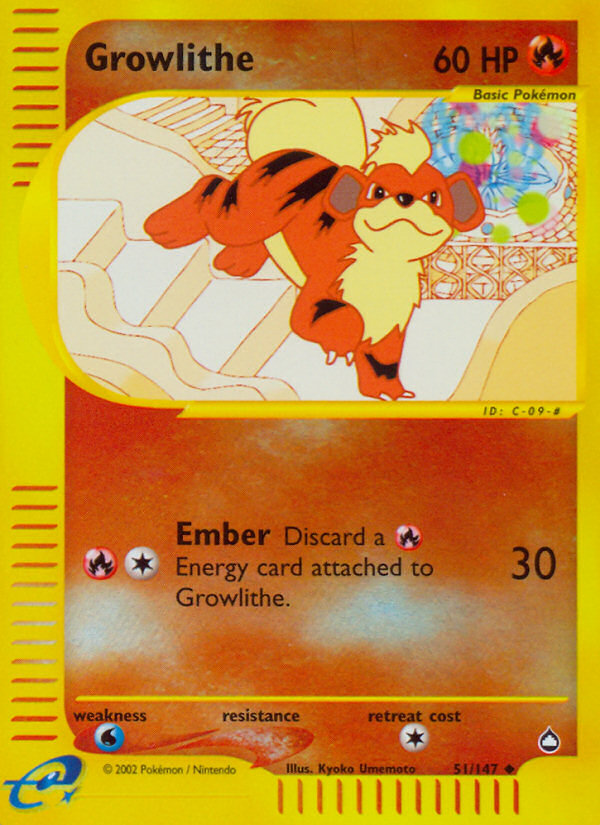 Growlithe 60 HP
Basic Pokémon
ID: C-09-#
Ember Discard a
Energy card attached to
Growlithe.
30
weakness resistance retreat cost
© 2002 Pokémon / Nintendo Illus. Kyoko Umemoto 51/147